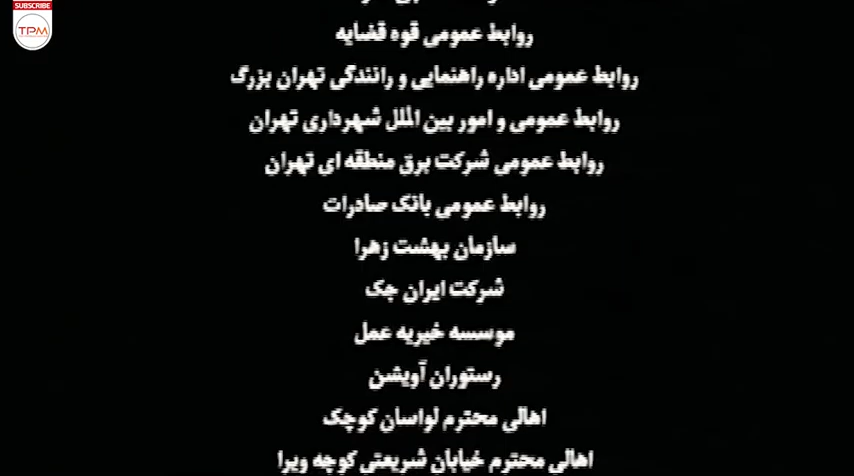 SUBSCRIBE
TPM
روابط عمومی قوه قضایه
روابط عمومی اداره راهنمایی و رانندگی تهران بزرگ
روابط عمومی و امور بین الملل شهرداری تهران
روابط عمومی شرکت برق منطقه ای تهران
روابط عمومی بانک صادرات
سازمان بهشت زهرا
شرکت ایران جک
موسسه خیریه عمل
رستوران آویشن
اهالی محترم لواسان کوچک
اهالی محترم خیابان شریعتی کوچه ویرا